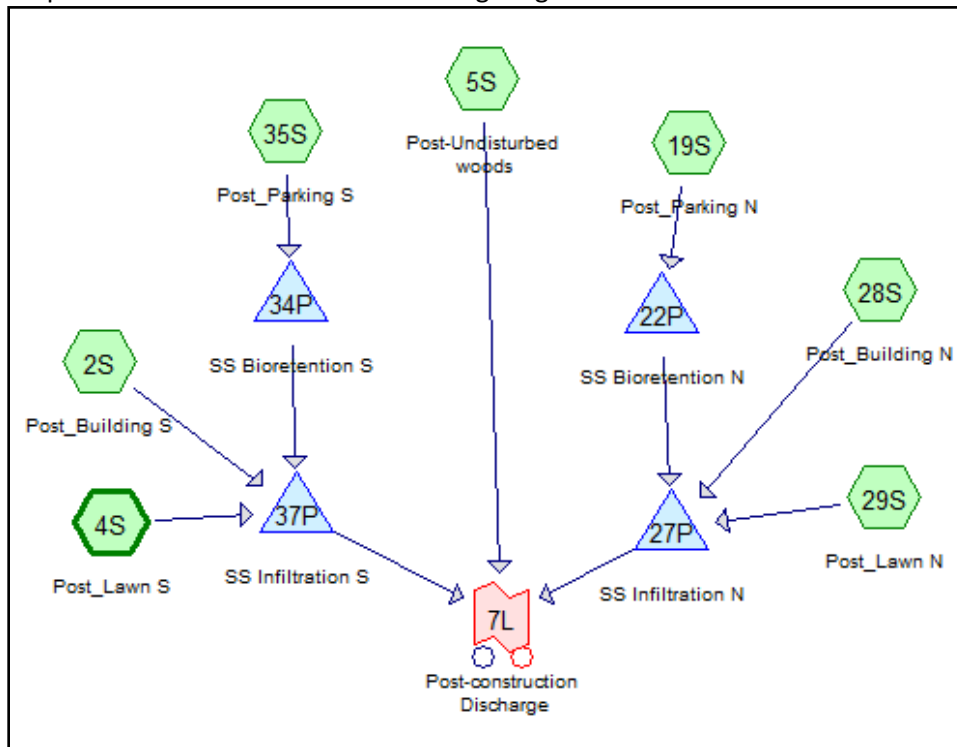 5S
Post-Undisturbed
woods
35S
Post_Parking S
19S
Post_Parking N
34P
SS Bioretention S
22P
SS Bioretention N
28S
Post_Building N
2S
Post_Building S
4S
Post_Lawn S
37P
SS Infiltration S
27P
SS Infiltration N
29S
Post_Lawn N
7L
Post-construction
Discharge